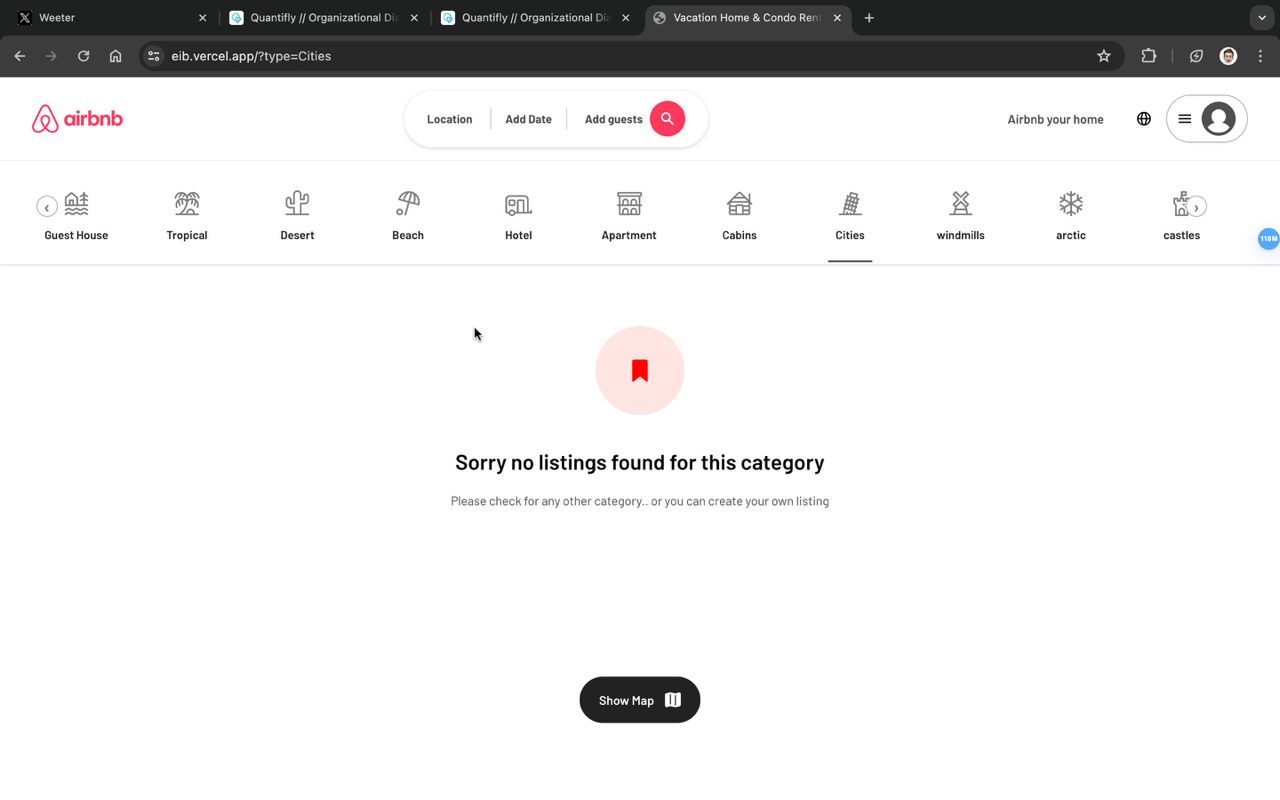 Weeter
Quantifly // Organizational Dia
Quantifly // Organizational Dia
Vacation Home & Condo Rent
eib.vercel.app/?type=Cities
airbnb
Location
Add Date
Add guests
Airbnb your home
Guest House
Tropical
Desert
Beach
Hotel
Apartment
Cabins
Cities
windmills
arctic
castles
118M
Sorry no listings found for this category
Please check for any other category.. or you can create your own listing
Show Map